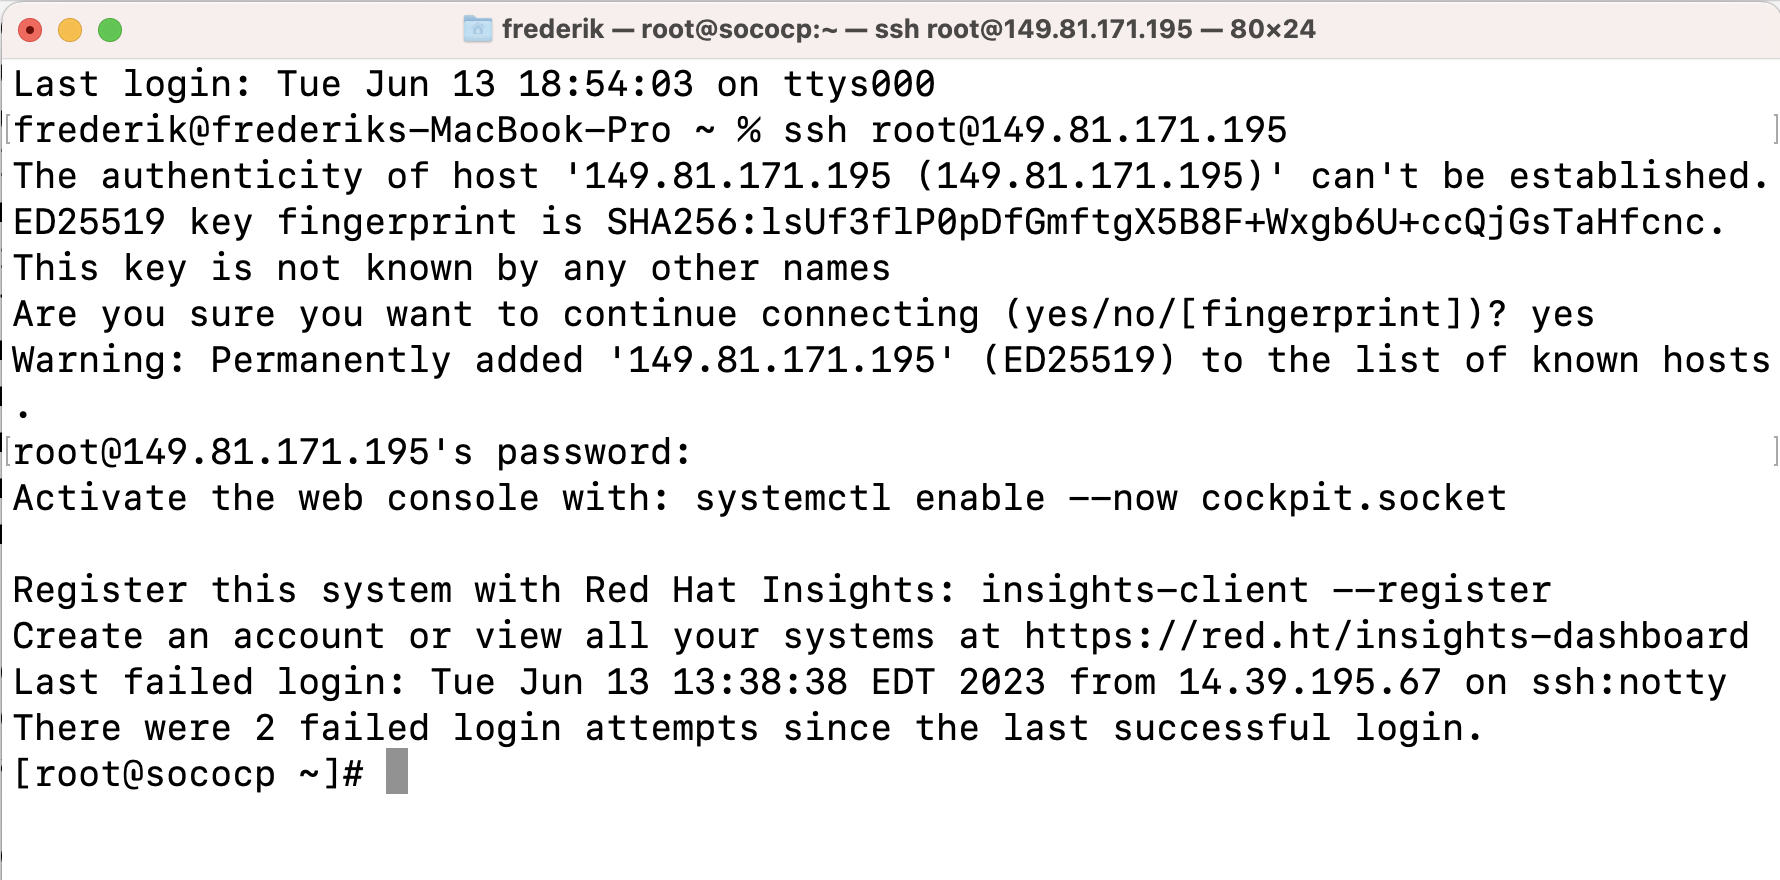 frederik — root@sococp:~ — ssh root@149.81.171.195 — 80×24
Last login: Tue Jun 13 18:54:03 on ttys000
[frederik@frederiks-MacBook-Pro ~ % ssh root@149.81.171.195 ]
The authenticity of host '149.81.171.195 (149.81.171.195)' can't be established.
ED25519 key fingerprint is SHA256:lsUf3flP0pDfGmftgX5B8F+Wxgb6U+ccQjGsTaHfcnc.
This key is not known by any other names
Are you sure you want to continue connecting (yes/no/[fingerprint])? yes
Warning: Permanently added '149.81.171.195' (ED25519) to the list of known hosts
.
[root@149.81.171.195's password: ]
Activate the web console with: systemctl enable --now cockpit.socket
Register this system with Red Hat Insights: insights-client --register
Create an account or view all your systems at https://red.ht/insights-dashboard
Last failed login: Tue Jun 13 13:38:38 EDT 2023 from 14.39.195.67 on ssh:notty
There were 2 failed login attempts since the last successful login.
[root@sococp ~]#